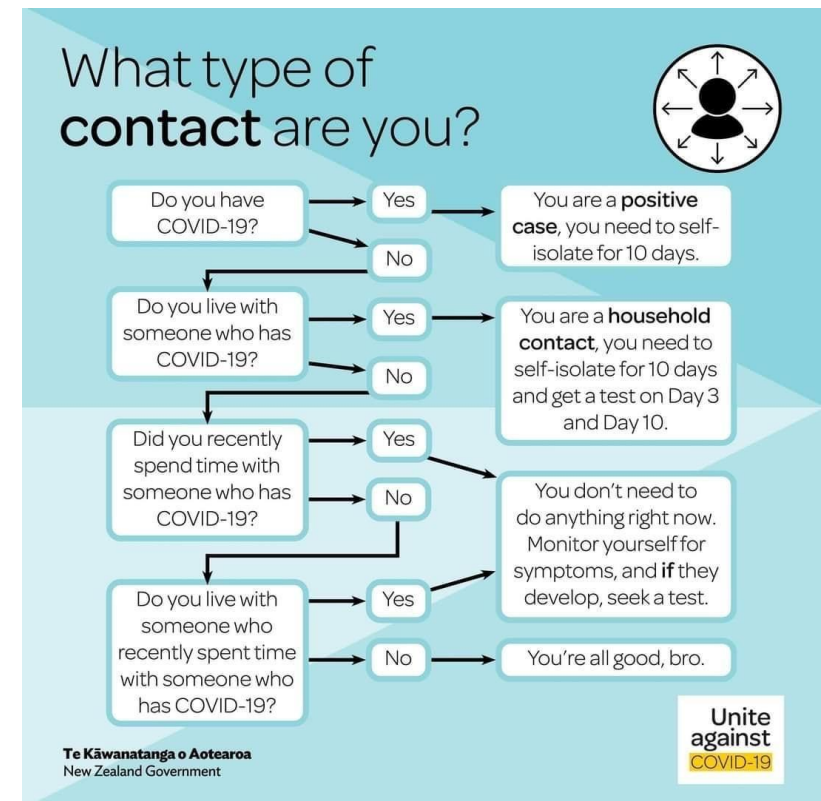 What type of
contact are you?
Do you have
COVID-19?
Yes
You are a positive
case, you need to self-
isolate for 10 days.
No
Do you live with
someone who has
COVID-19?
Yes
You are a household
contact, you need to
self-isolate for 10 days
and get a test on Day 3
and Day 10.
No
Did you recently
spend time with
someone who has
COVID-19?
Yes
No
You don't need to
do anything right now.
Monitor yourself for
symptoms, and if they
develop, seek a test.
Do you live with
someone who
recently spent time
with someone who
has COVID-19?
Yes
No
You're all good, bro.
Te Kāwanatanga o Aotearoa
New Zealand Government
Unite
against
COVID-19